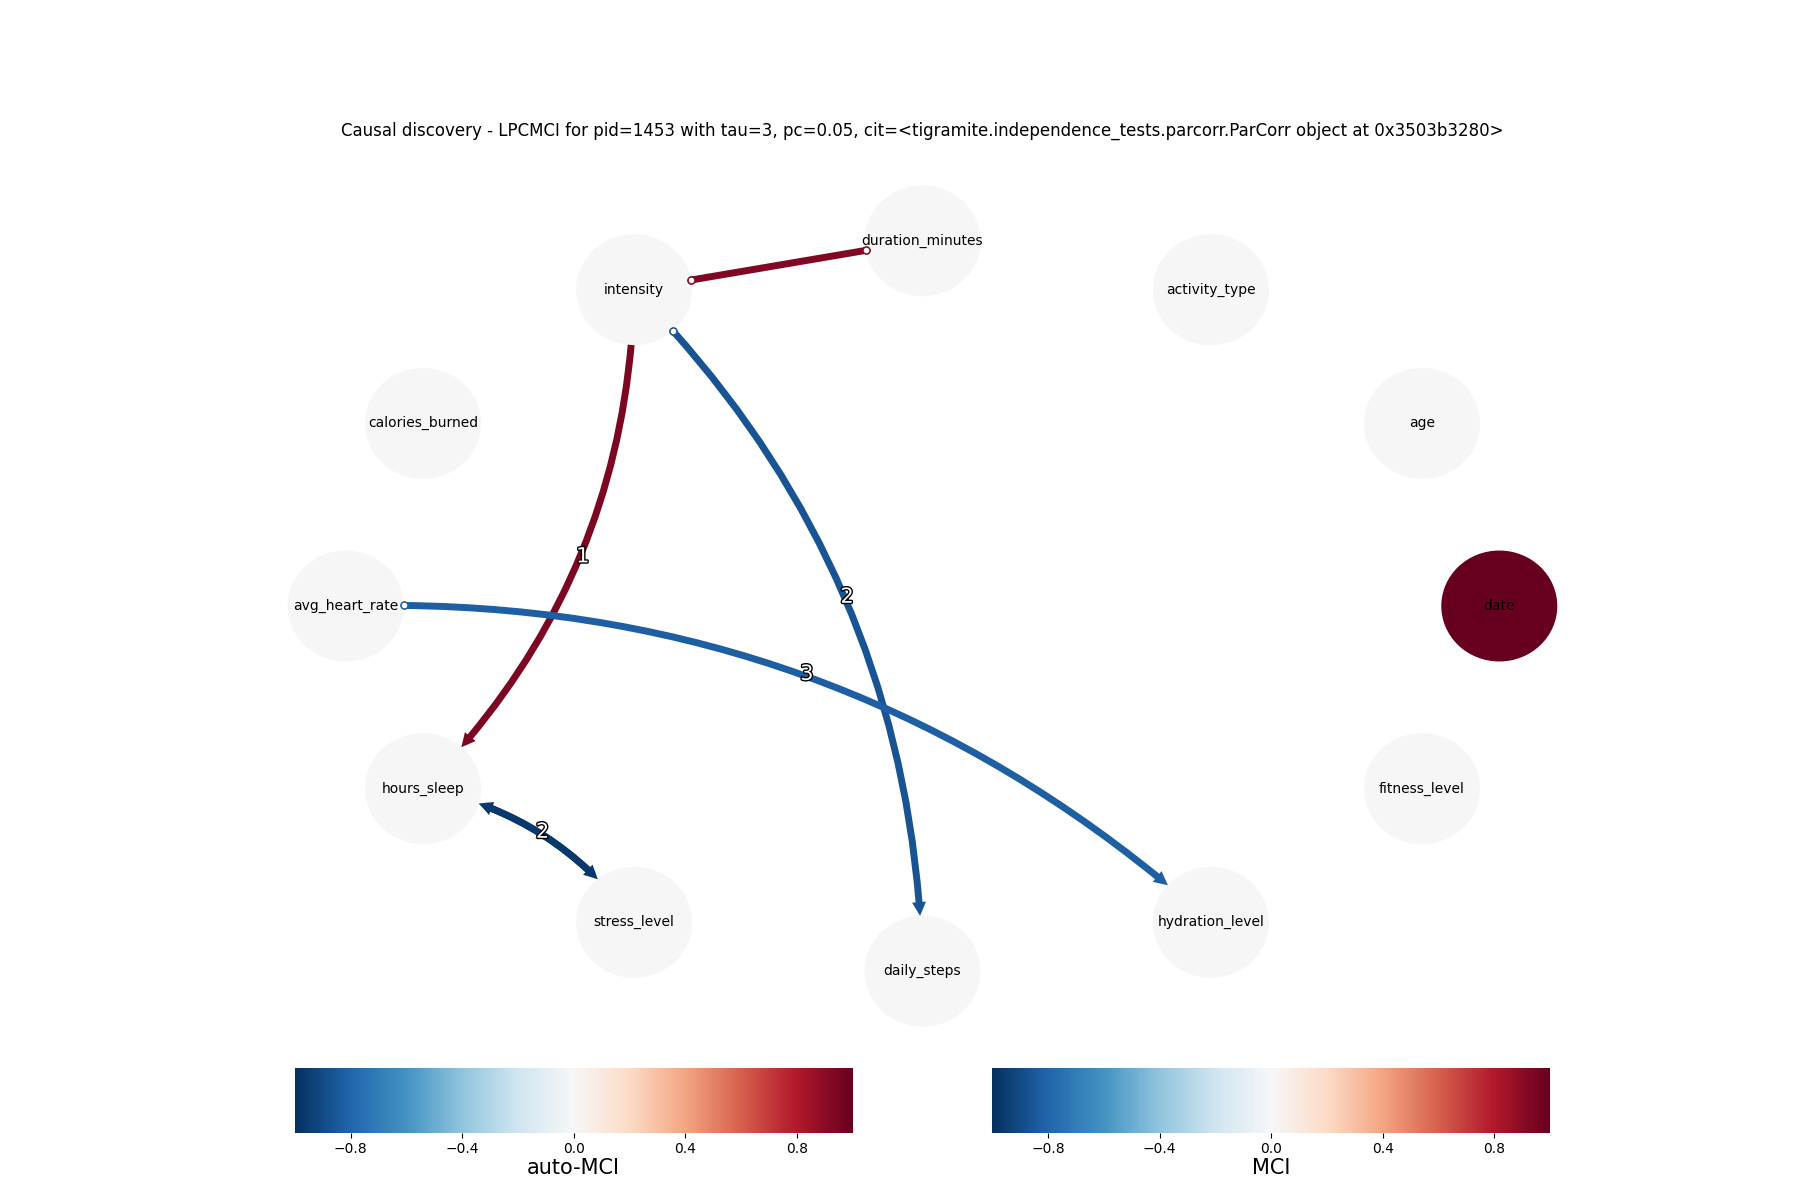 Causal discovery - LPCMCI for pid=1453 with tau=3, pc=0.05, cit=<tigramite.independence_tests.parcorr.ParCorr object at 0x3503b3280>
duration_minutes
intensity
activity_type
calories_burned
age
1
2
avg_heart_rate
date
3
hours_sleep
fitness_level
2
stress_level
hydration_level
daily_steps
−0.8 −0.4 0.0 0.4 0.8
auto-MCI
−0.8 −0.4 0.0 0.4 0.8
MCI